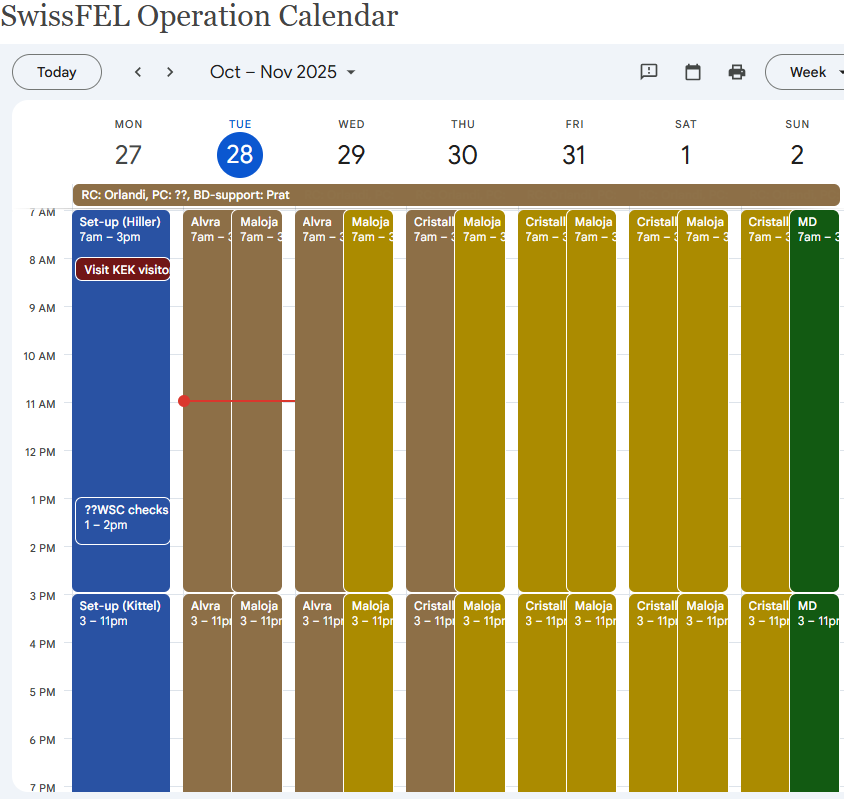 SwissFEL Operation Calendar
Today
Oct – Nov 2025
Week
MON
TUE
WED
THU
FRI
SAT
SUN
27
28
29
30
31
1
2
RC: Orlandi, PC: ??, BD-support: Prat
7 AM
8 AM
9 AM
10 AM
11 AM
12 PM
1 PM
2 PM
3 PM
4 PM
5 PM
6 PM
7 PM
Set-up (Hiller)
7am – 3pm
Visit KEK visito
??WSC checks
1 – 2pm
Set-up (Kittel)
3 – 11pm
Alvra
7am – 3
Maloja
7am – 3
Alvra
3 – 11pr
Maloja
3 – 11pr
Alvra
7am – 3
Maloja
7am – 3
Alvra
3 – 11pr
Maloja
3 – 11pr
Cristall
7am – 3
Maloja
7am – 3
Cristall
3 – 11pr
Maloja
3 – 11pr
Cristall
7am – 3
Maloja
7am – 3
Cristall
3 – 11pr
Maloja
3 – 11pr
Cristall
7am – 3
Maloja
7am – 3
Cristall
3 – 11pr
Maloja
3 – 11pr
Cristall
7am – 3
MD
7am – 3
Cristall
3 – 11pr
MD
3 – 11pr